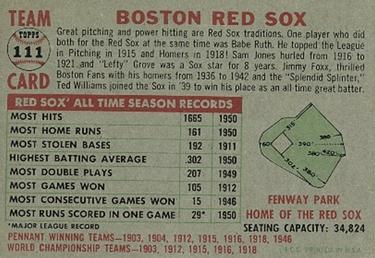 TEAM
TOPPS
111
CARD
BOSTON RED SOX
Great pitching and power hitting are Red Sox traditions. One player who did
both for the Red Sox at the same time was Babe Ruth. He topped the League
in Pitching in 1915 and Homers in 1918! Sam Jones hurled from 1916 to
1921 and "Lefty" Grove was a Sox star for 8 years. Jimmy Foxx, thrilled
Boston Fans with his homers from 1936 to 1942 and the "Splendid Splinter,"
Ted Williams joined the Sox in '39 to win his place as an all time great batter.
RED SOX' ALL TIME SEASON RECORDS
MOST HITS 1665 1950
MOST HOME RUNS 161 1950
MOST STOLEN BASES 192 1911
HIGHEST BATTING AVERAGE .302 1950
MOST DOUBLE PLAYS 207 1949
MOST GAMES WON 105 1912
MOST CONSECUTIVE GAMES WON 15 1946
MOST RUNS SCORED IN ONE GAME 29* 1950
*MAJOR LEAGUE RECORD
PENNANT WINNING TEAMS—1903, 1904, 1912, 1915, 1916, 1918, 1946
WORLD CHAMPIONSHIP TEAMS—1903, 1912, 1915, 1916, 1918
315
390
420
380
302
FENWAY PARK
HOME OF THE RED SOX
SEATING CAPACITY: 34,824
T.C.G. PRINTED IN U.S.A.